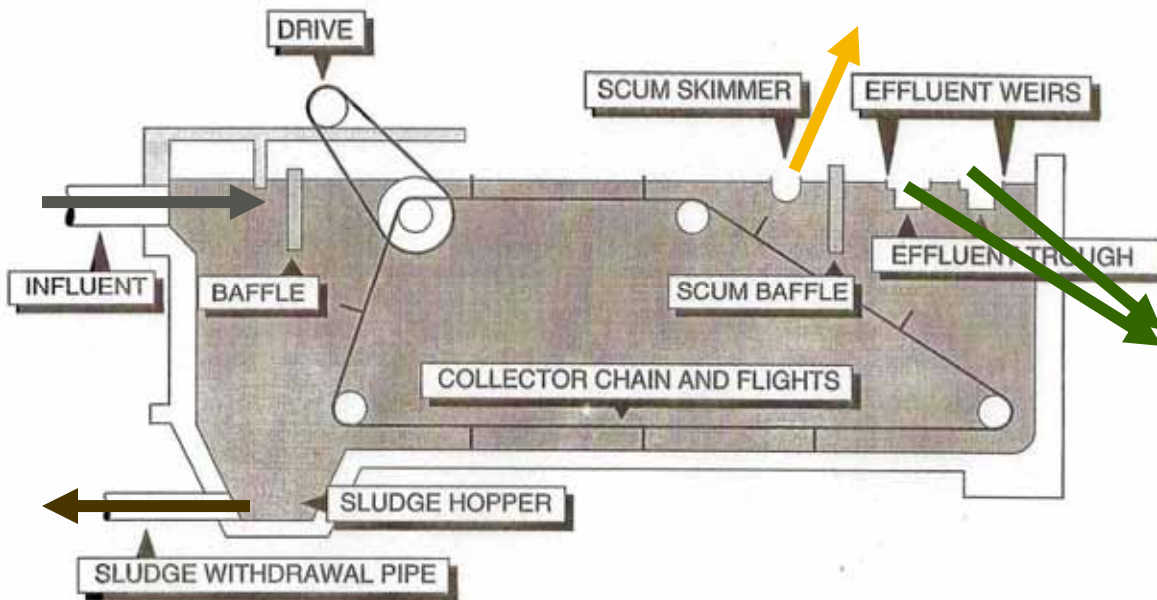 DRIVE
SCUM SKIMMER
EFFLUENT WEIRS
INFLUENT
BAFFLE
SCUM BAFFLE
EFFLUENT TROUGH
COLLECTOR CHAIN AND FLIGHTS
SLUDGE HOPPER
SLUDGE WITHDRAWAL PIPE